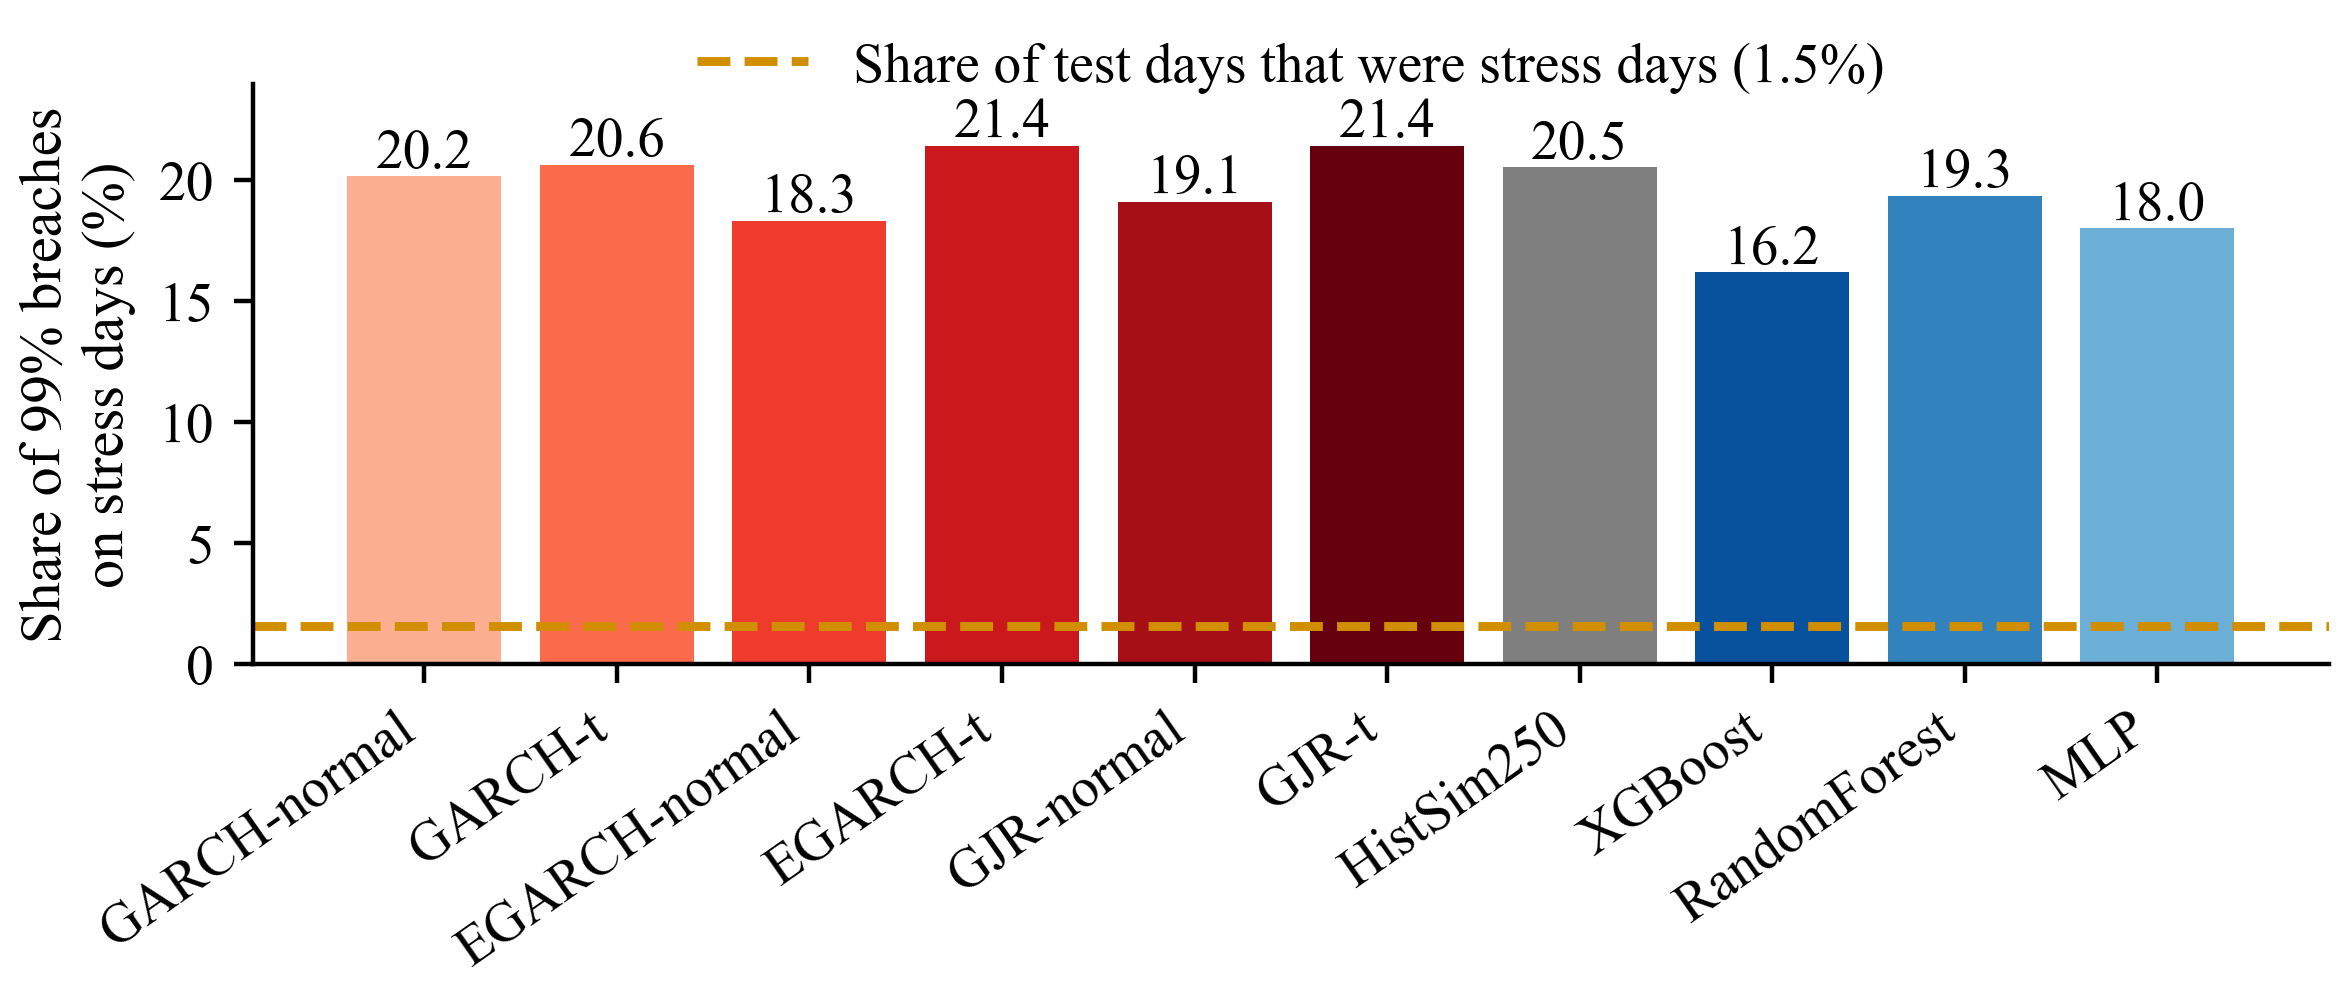 Share of test days that were stress days (1.5%)
Share of 99% breaches
on stress days (%)
20
15
10
5
0
20.2
20.6
18.3
21.4
19.1
21.4
20.5
16.2
19.3
18.0
GARCH-normal
GARCH-t
EGARCH-normal
EGARCH-t
GJR-normal
GJR-t
HistSim250
XGBoost
RandomForest
MLP